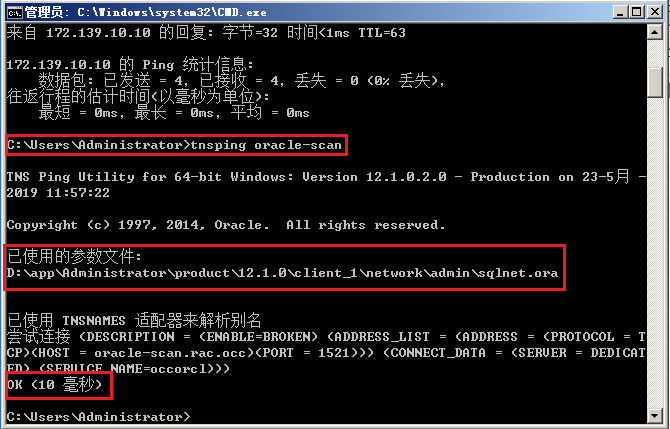 管理员: C:\Windows\system32\CMD.exe
来自 172.139.10.10 的回复: 字节=32 时间<1ms TTL=63
172.139.10.10 的 Ping 统计信息:
数据包: 已发送 = 4，已接收 = 4，丢失 = 0 (0% 丢失)，
往返行程的估计时间(以毫秒为单位):
最短 = 0ms，最长 = 0ms，平均 = 0ms
C:\Users\Administrator>tnsping oracle-scan
TNS Ping Utility for 64-bit Windows: Version 12.1.0.2.0 - Production on 23-5月 -
2019 11:57:22
Copyright (c) 1997, 2014, Oracle.  All rights reserved.
已使用的参数文件:
D:\app\Administrator\product\12.1.0\client_1\network\admin\sqlnet.ora
已使用 TNSNAMES 适配器来解析别名
尝试连接 (DESCRIPTION = (ENABLE=BROKEN) (ADDRESS_LIST = (ADDRESS = (PROTOCOL = T
CP)(HOST = oracle-scan.rac.occ)(PORT = 1521))) (CONNECT_DATA = (SERVER = DEDICAT
ED) (SERVICE_NAME=occorcl)))
OK (10 毫秒)
C:\Users\Administrator>